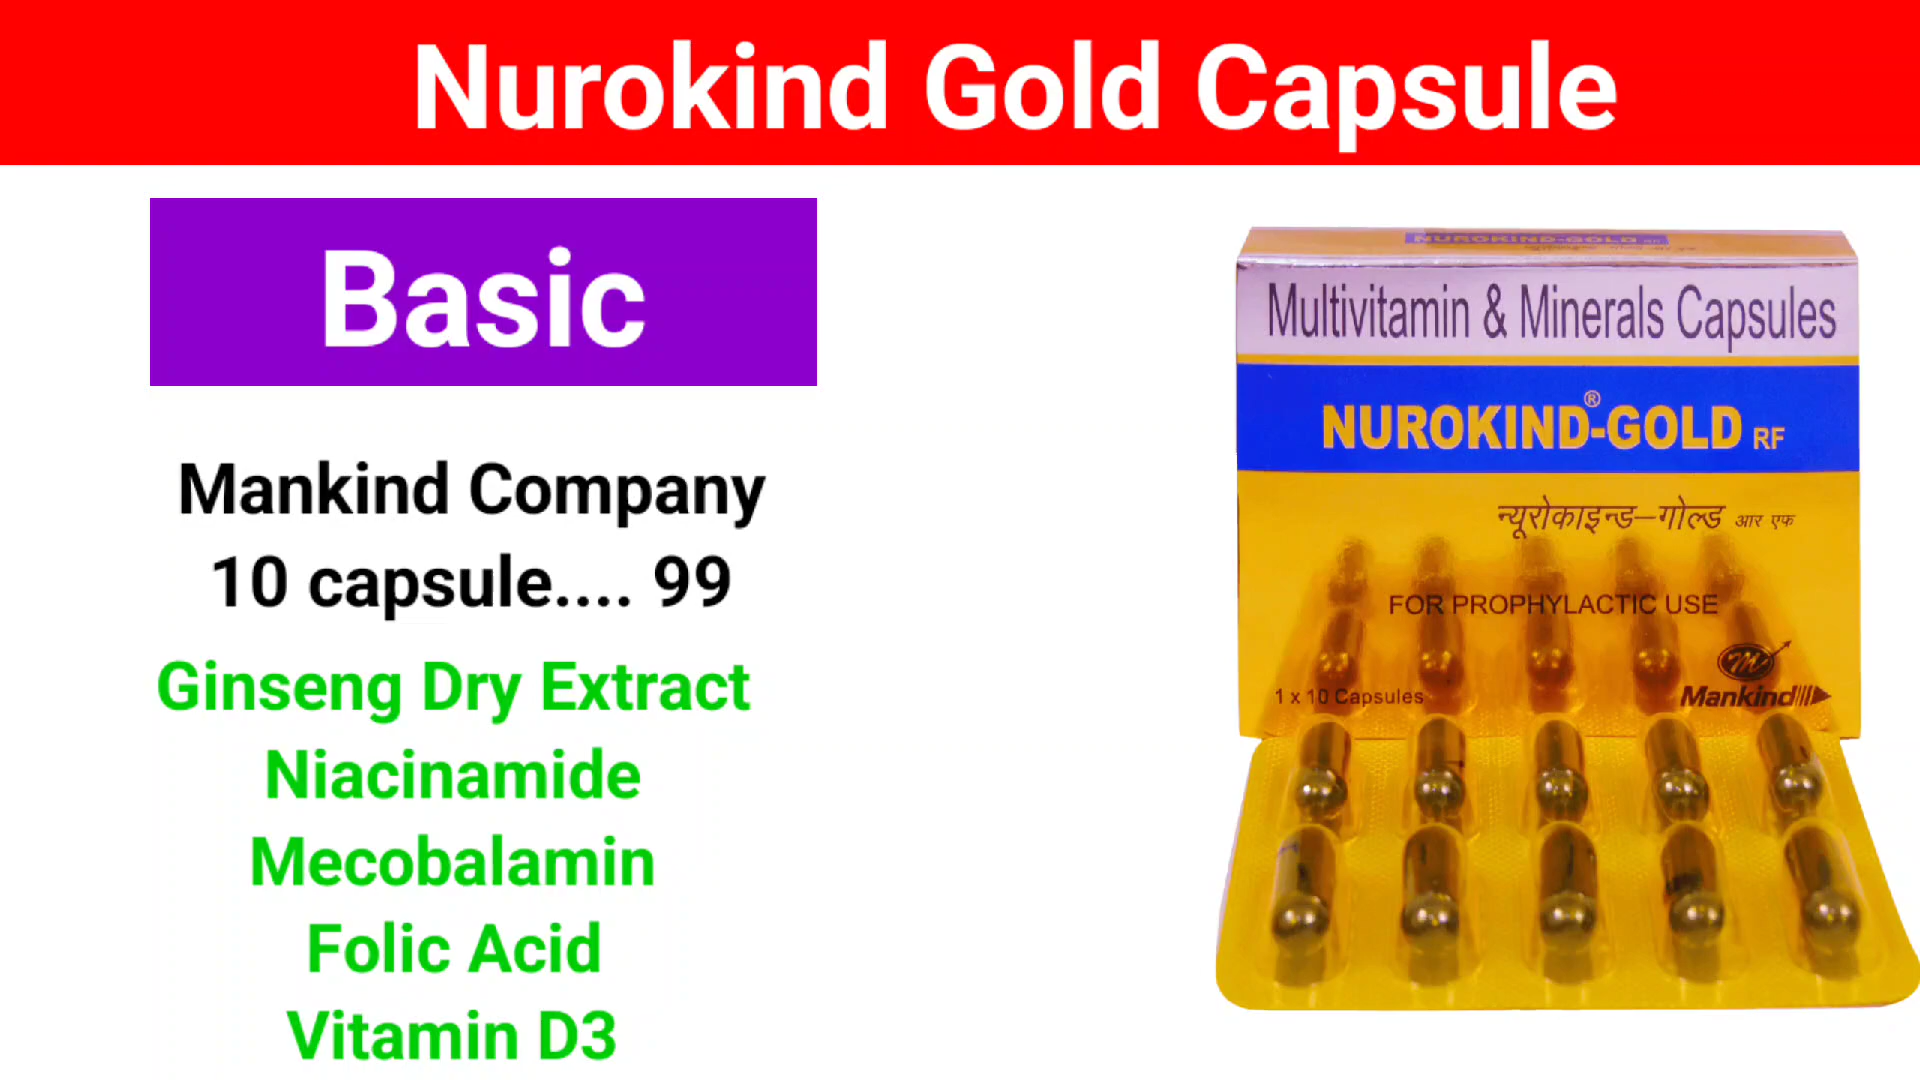 Nurokind Gold Capsule
Basic
Mankind Company
10 capsule.... 99
Ginseng Dry Extract
Niacinamide
Mecobalamin
Folic Acid
Vitamin D3
NUROKIND-GOLD
Multivitamin & Minerals Capsules
NUROKIND-GOLD® RF
न्यूरोकाइन्ड–गोल्ड आर एफ
FOR PROPHYLACTIC USE
1 x 10 Capsules
Mankind